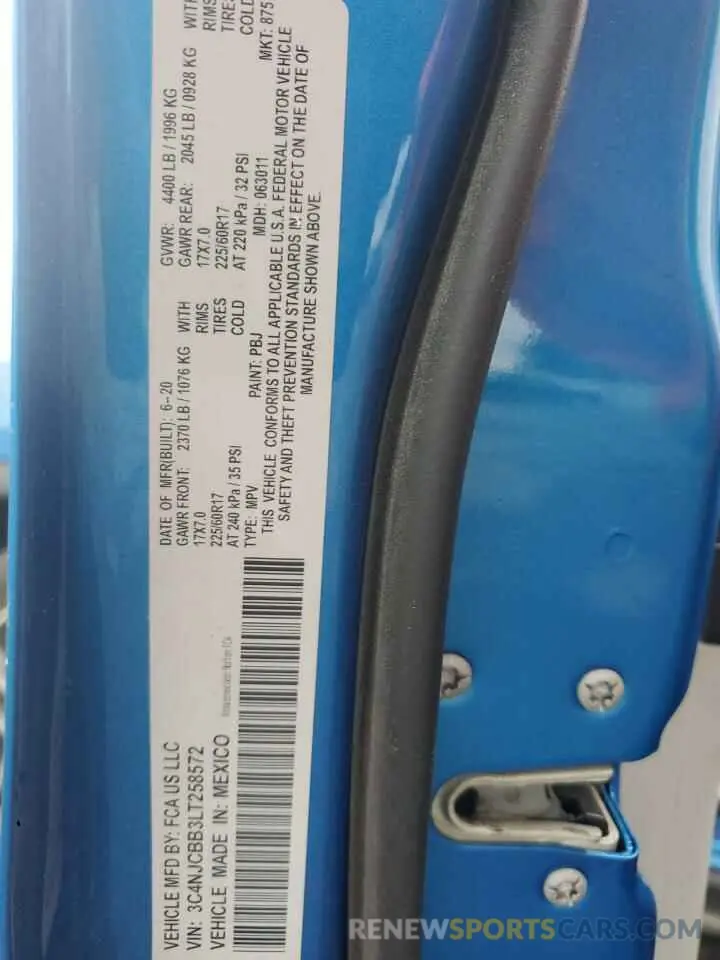 VEHICLE MFD BY: FCA US LLC
VIN: 3C4NJCBB3LT258572
VEHICLE MADE IN: MEXICO
DATE OF MFR(BUILT): 6-20
GAWR FRONT: 2370 LB / 1076 KG WITH
17X7.0 RIMS
225/60R17 TIRES
AT 240 kPa / 35 PSI COLD
GVWR: 4400 LB / 1996 KG
GAWR REAR: 2045 LB / 0928 KG WITH
17X7.0 RIMS
225/60R17 TIRE
AT 220 kPa / 32 PSI COLD
TYPE: MPV PAINT: PBJ MDH: 063011 MKT: 875
THIS VEHICLE CONFORMS TO ALL APPLICABLE U.S.A. FEDERAL MOTOR VEHICLE
SAFETY AND THEFT PREVENTION STANDARDS IN EFFECT ON THE DATE OF
MANUFACTURE SHOWN ABOVE.
RENEWSPORTSCARS.COM